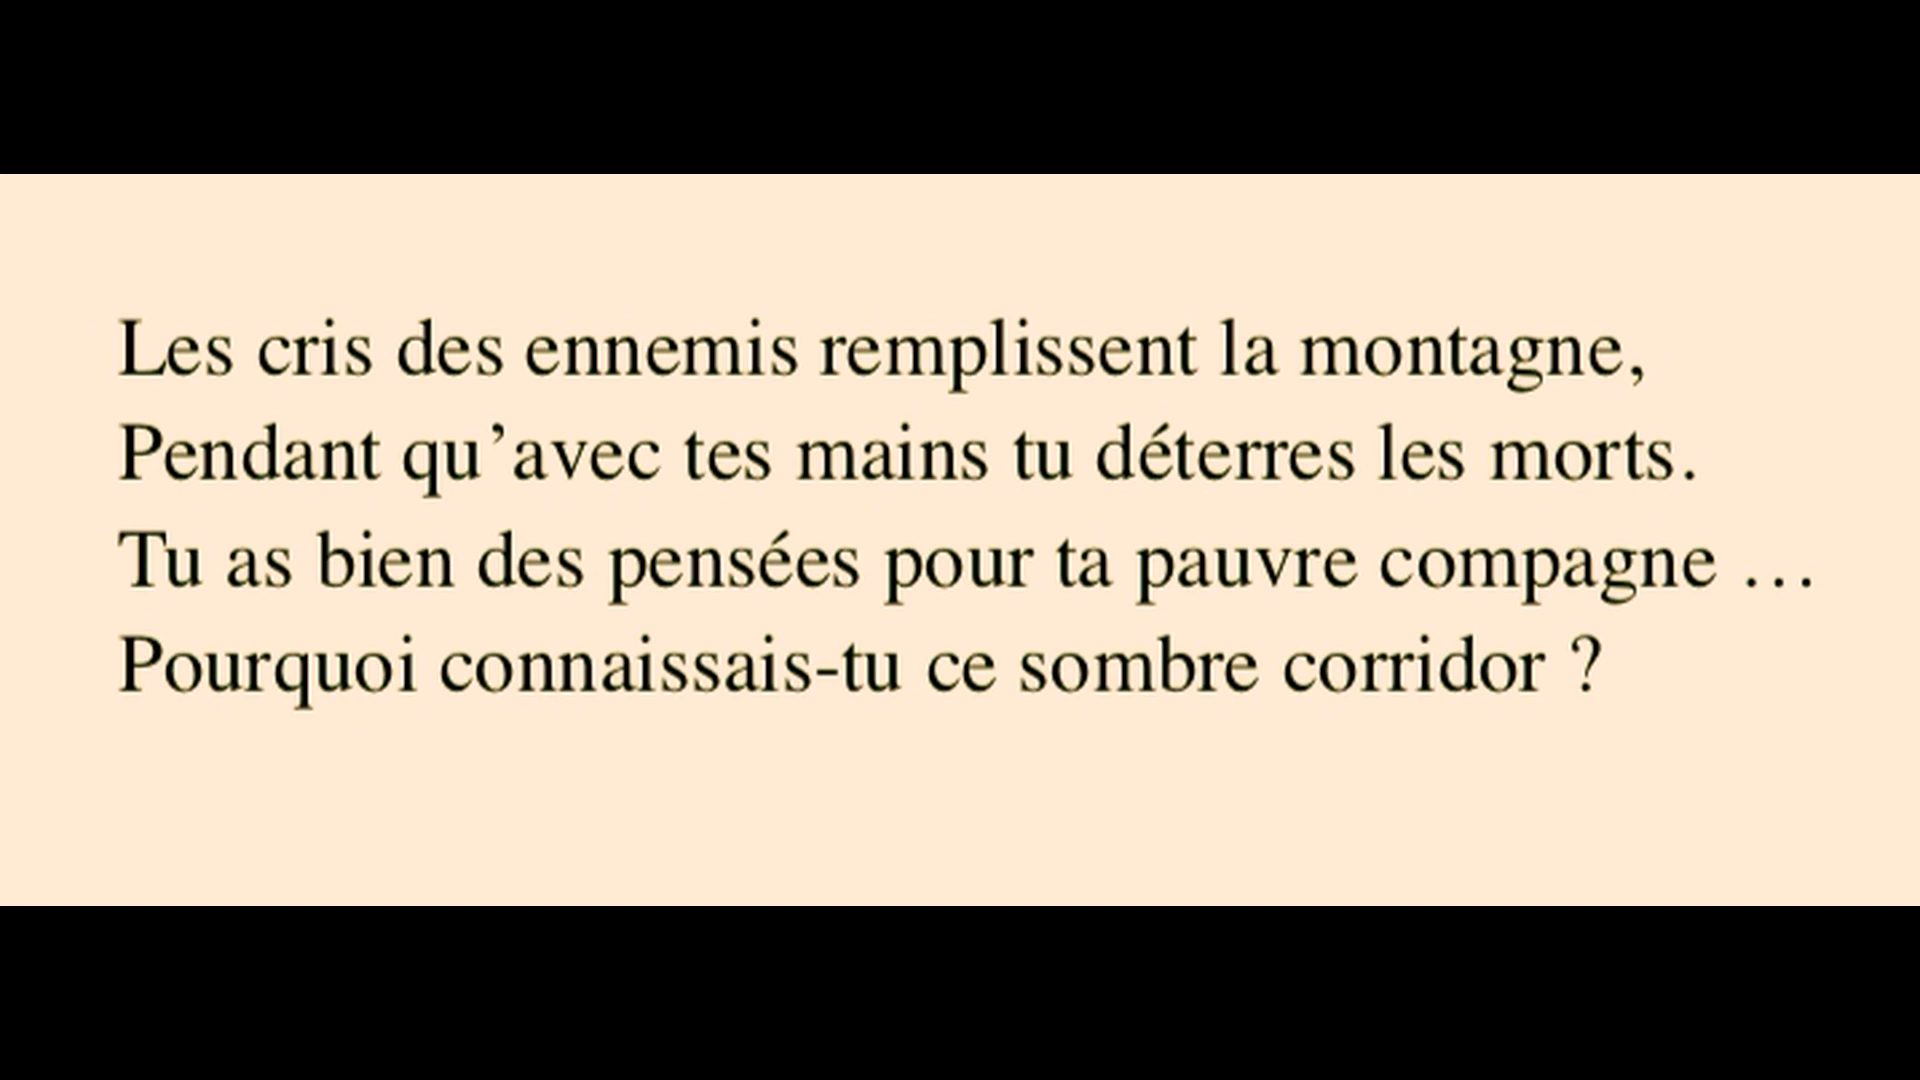 Les cris des ennemis remplissent la montagne,
Pendant qu’avec tes mains tu déterres les morts.
Tu as bien des pensées pour ta pauvre compagne …
Pourquoi connaissais-tu ce sombre corridor ?